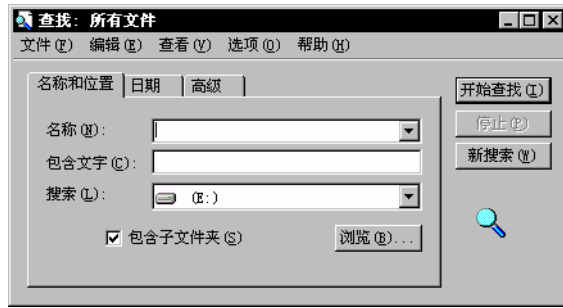 查找: 所有文件
文件(F) 编辑(E) 查看(V) 选项(O) 帮助(H)
名称和位置 日期 高级
名称(N):
包含文字(C):
搜索(L): (E:)
包含子文件夹(S) 浏览(B)...
开始查找(I)
停止(P)
新搜索(W)